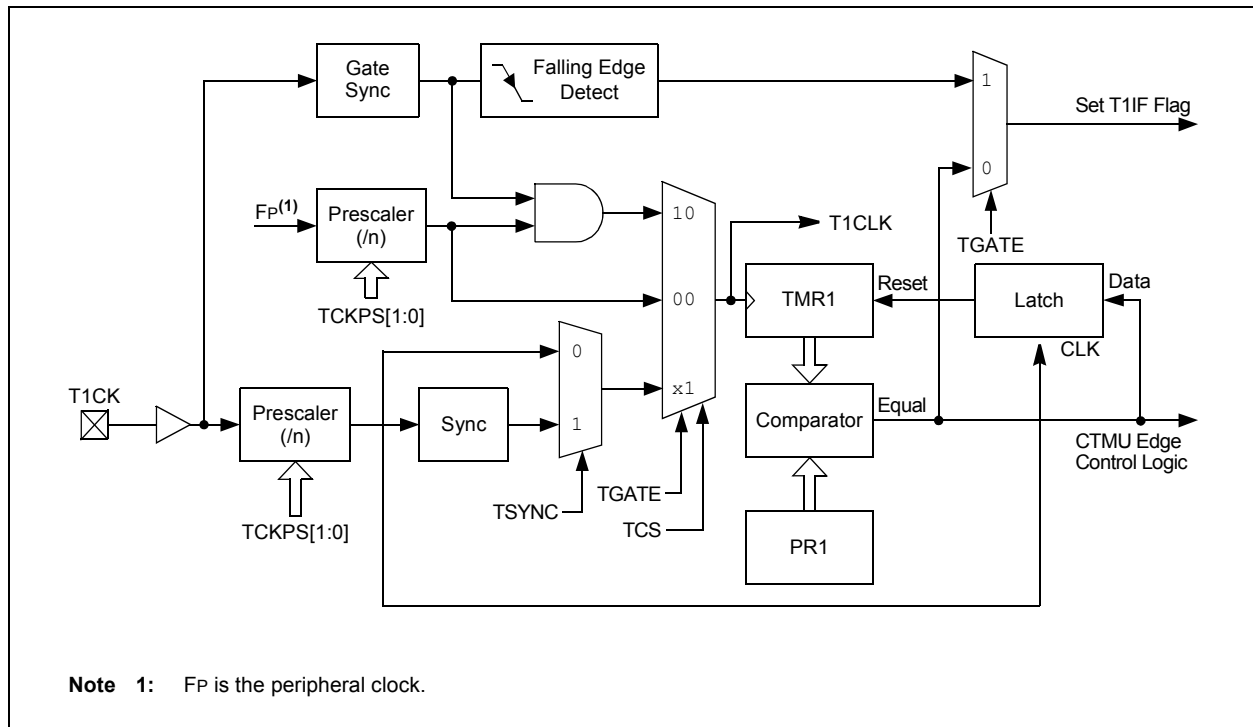 Gate
Sync
Falling Edge
Detect
1
Set T1IF Flag
0
TGATE
FP(1)
Prescaler
(/n)
TCKPS[1:0]
10
00
x1
T1CLK
TMR1
Reset
Latch
Data
CLK
T1CK
Prescaler
(/n)
TCKPS[1:0]
Sync
0
1
TSYNC
TGATE
TCS
Comparator
Equal
CTMU Edge
Control Logic
PR1
Note 1: FP is the peripheral clock.